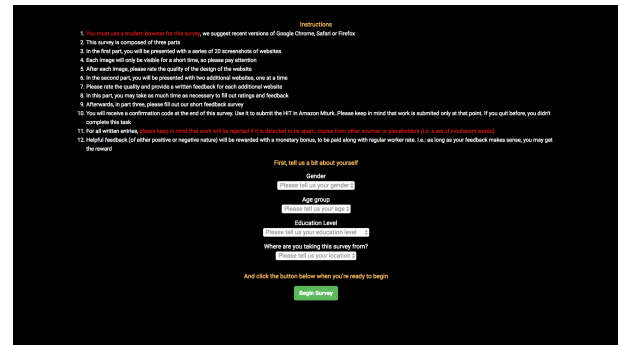 Instructions
1. You must use a modern browser for this survey, we suggest recent versions of Google Chrome, Safari or Firefox
2. This survey is composed of three parts
3. In the first part, you will be presented with a series of 20 screenshots of websites
4. Each image will only be visible for a short time, so please pay attention
5. After each image, please rate the quality of the design of the website
6. In the second part, you will be presented with two additional websites, one at a time
7. Please rate the quality and provide a written feedback for each additional website
8. In this part, you may take as much time as necessary to fill out ratings and feedback
9. Afterwards, in part three, please fill out our short feedback survey
10. You will receive a confirmation code at the end of this survey. Use it to submit the HIT in Amazon Mturk. Please keep in mind that work is submited only at that point. If you quit before, you didn't
complete this task
11. For all written entries, please keep in mind that work will be rejected if it is detected to be spam, copies from other sources or placeholders (i.e. a set of incoherent words)
12. Helpful feedback (of either positive or negative nature) will be rewarded with a monetary bonus, to be paid along with regular worker rate. I.e.: as long as your feedback makes sense, you may get
the reward
First, tell us a bit about yourself
Gender
Please tell us your gender
Age group
Please tell us your age
Education Level
Please tell us your education level
Where are you taking this survey from?
Please tell us your location
And click the button below when you're ready to begin
Begin Survey